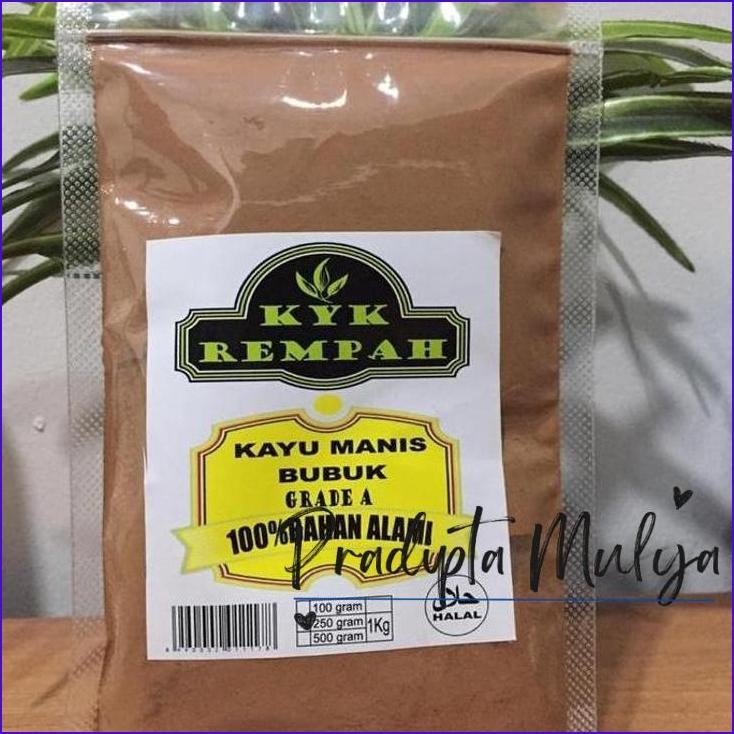 KYK
REMPAH
KAYU MANIS
BUBUK
GRADE A
100% BAHAN ALAMI
Pradypta Mulya
100 gram
250 gram
500 gram
1Kg
حلال
HALAL